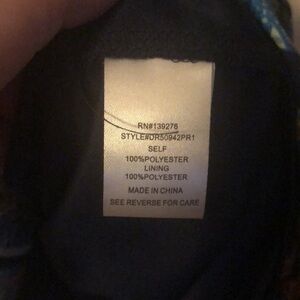 RN#139276
STYLE#DR50942PR1
SELF
100%POLYESTER
LINING
100%POLYESTER
MADE IN CHINA
SEE REVERSE FOR CARE